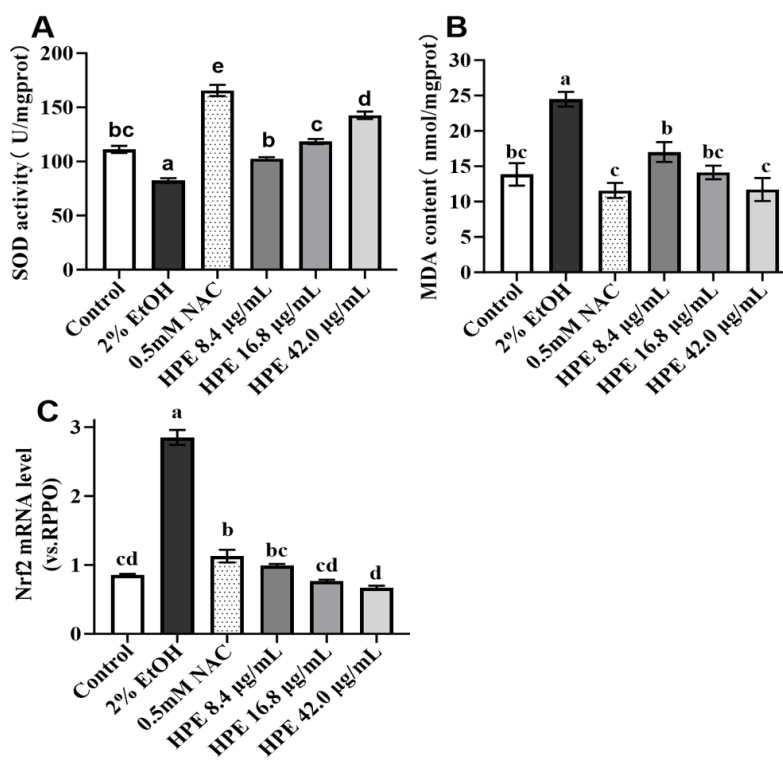 A
SOD activity ( U/mgprot)
200
150
100
50
0
bc
a
e
b
c
d
Control
2% EtOH
0.5mM NAC
HPE 8.4 µg/mL
HPE 16.8 µg/mL
HPE 42.0 µg/mL
B
MDA content ( nmol/mgprot)
30
25
20
15
10
5
0
bc
a
c
b
bc
c
Control
2% EtOH
0.5mM NAC
HPE 8.4 µg/mL
HPE 16.8 µg/mL
HPE 42.0 µg/mL
C
Nrf2 mRNA level
(vs.RPPO)
3
2
1
0
cd
a
b
bc
cd
d
Control
2% EtOH
0.5mM NAC
HPE 8.4 µg/mL
HPE 16.8 µg/mL
HPE 42.0 µg/mL